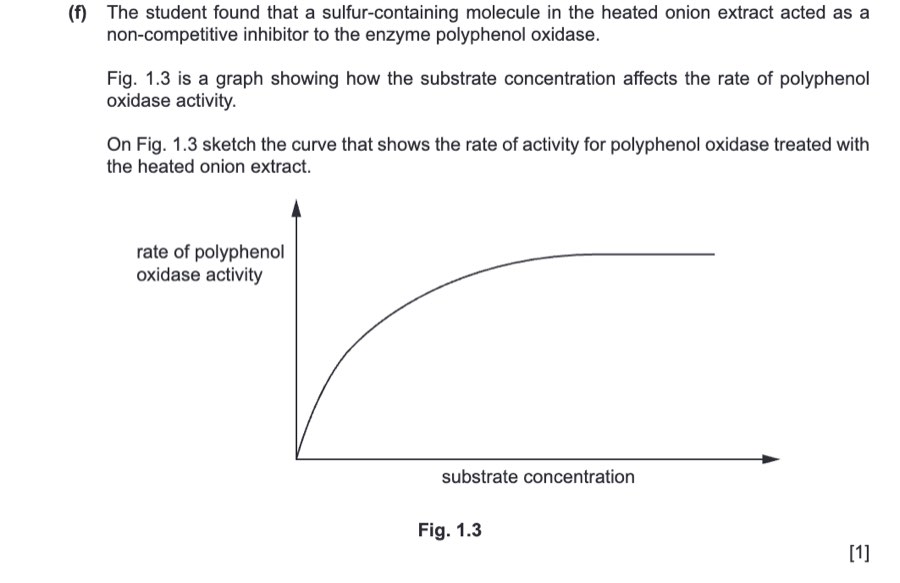 (f) The student found that a sulfur-containing molecule in the heated onion extract acted as a
non-competitive inhibitor to the enzyme polyphenol oxidase.
Fig. 1.3 is a graph showing how the substrate concentration affects the rate of polyphenol
oxidase activity.
On Fig. 1.3 sketch the curve that shows the rate of activity for polyphenol oxidase treated with
the heated onion extract.
rate of polyphenol
oxidase activity
substrate concentration
Fig. 1.3
[1]